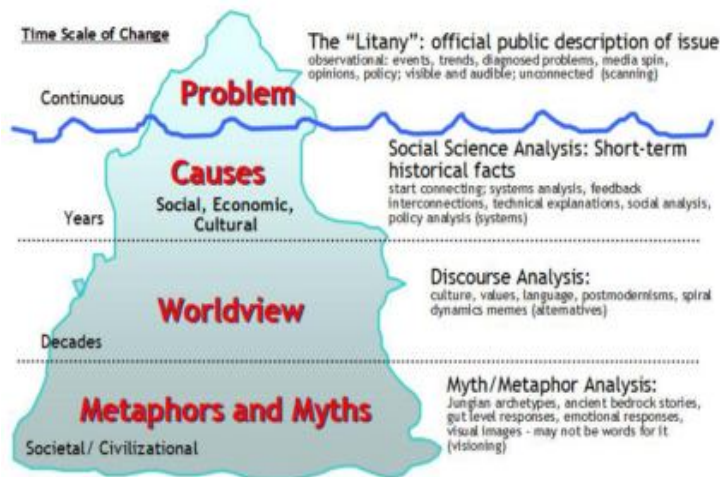 Time Scale of Change
The "Litany": official public description of issue
observational: events, trends, diagnosed problems, media spin,
opinions, policy; visible and audible; unconnected (scanning)
Continuous
Problem
Social Science Analysis: Short-term
historical facts
start connecting; systems analysis, feedback
interconnections, technical explanations, social analysis,
policy analysis (systems)
Causes
Social, Economic,
Cultural
Years
Discourse Analysis:
culture, values, language, postmodernisms, spiral
dynamics memes (alternatives)
Worldview
Decades
Myth/Metaphor Analysis:
Jungian archetypes, ancient bedrock stories,
gut level responses, emotional responses,
visual images - may not be words for it
(visioning)
Metaphors and Myths
Societal/ Civilizational